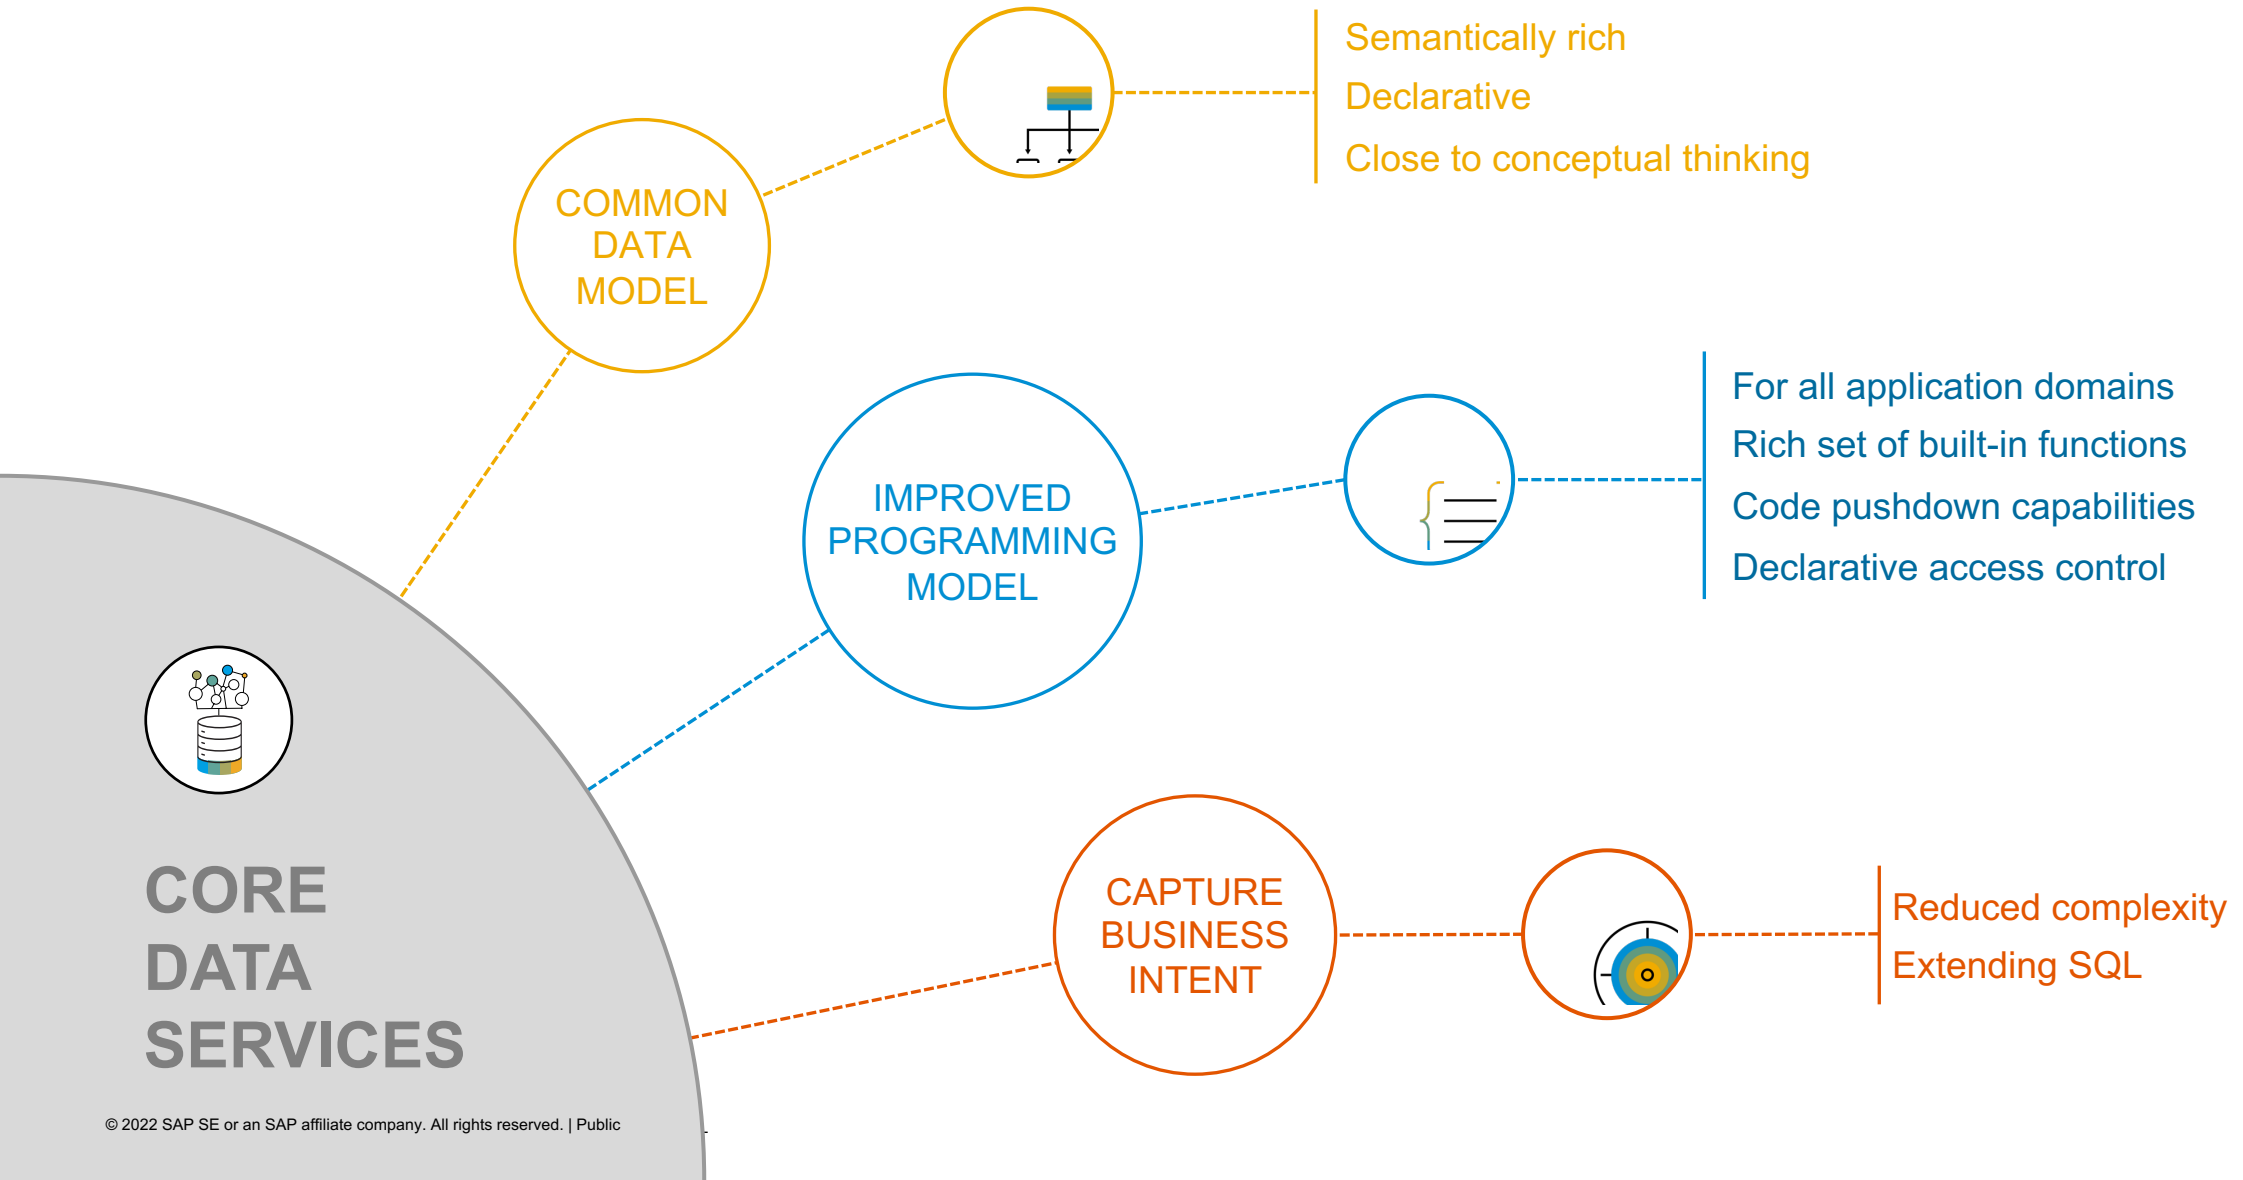 Semantically rich
Declarative
Close to conceptual thinking
COMMON
DATA
MODEL
For all application domains
Rich set of built-in functions
Code pushdown capabilities
Declarative access control
IMPROVED
PROGRAMMING
MODEL
CAPTURE
BUSINESS
INTENT
Reduced complexity
Extending SQL
CORE
DATA
SERVICES
© 2022 SAP SE or an SAP affiliate company. All rights reserved. | Public